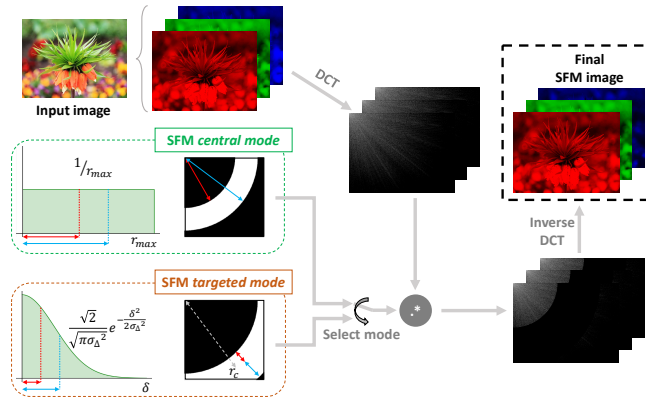 Input image
DCT
Final
SFM image
SFM central mode
1/r_max
r_max
Inverse
DCT
SFM targeted mode
√2/√(πσ_Δ²) e^(-δ²/(2σ_Δ²))
δ
r_c
Select mode
.*